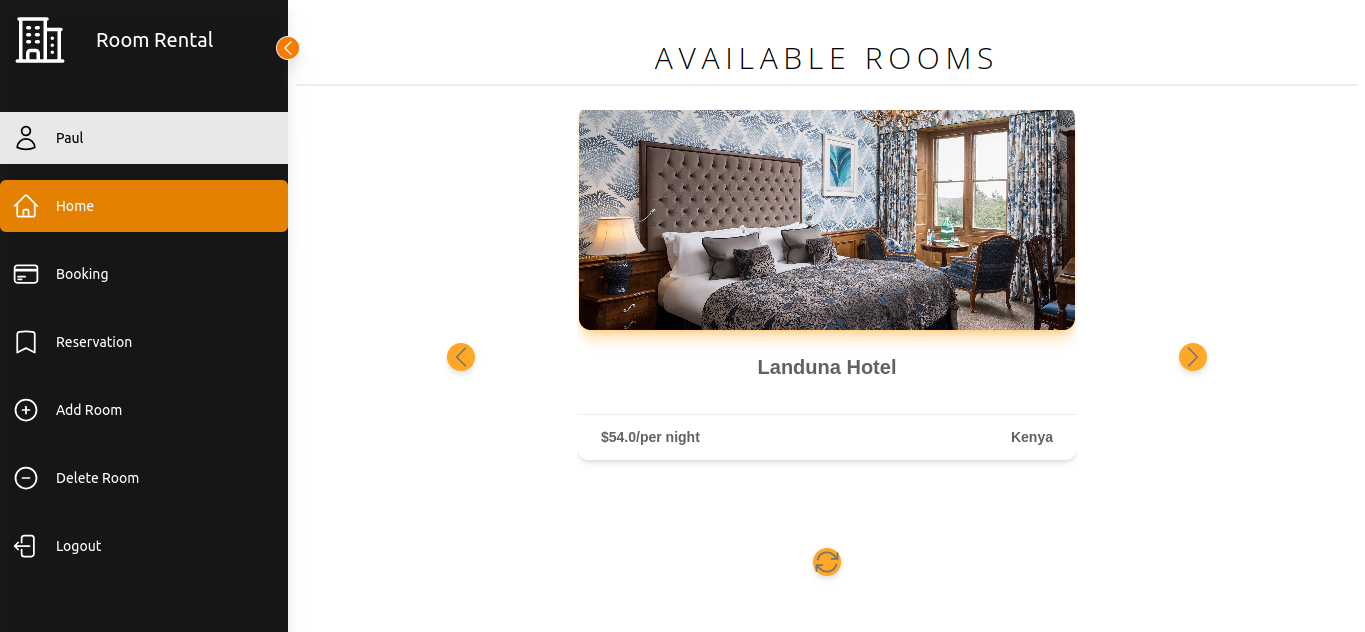 Room Rental
Paul
Home
Booking
Reservation
Add Room
Delete Room
Logout
AVAILABLE ROOMS
Landuna Hotel
$54.0/per night
Kenya